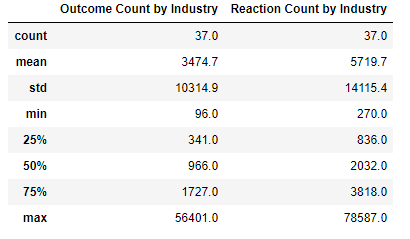 Outcome Count by Industry Reaction Count by Industry
count 37.0 37.0
mean 3474.7 5719.7
std 10314.9 14115.4
min 96.0 270.0
25% 341.0 836.0
50% 966.0 2032.0
75% 1727.0 3818.0
max 56401.0 78587.0